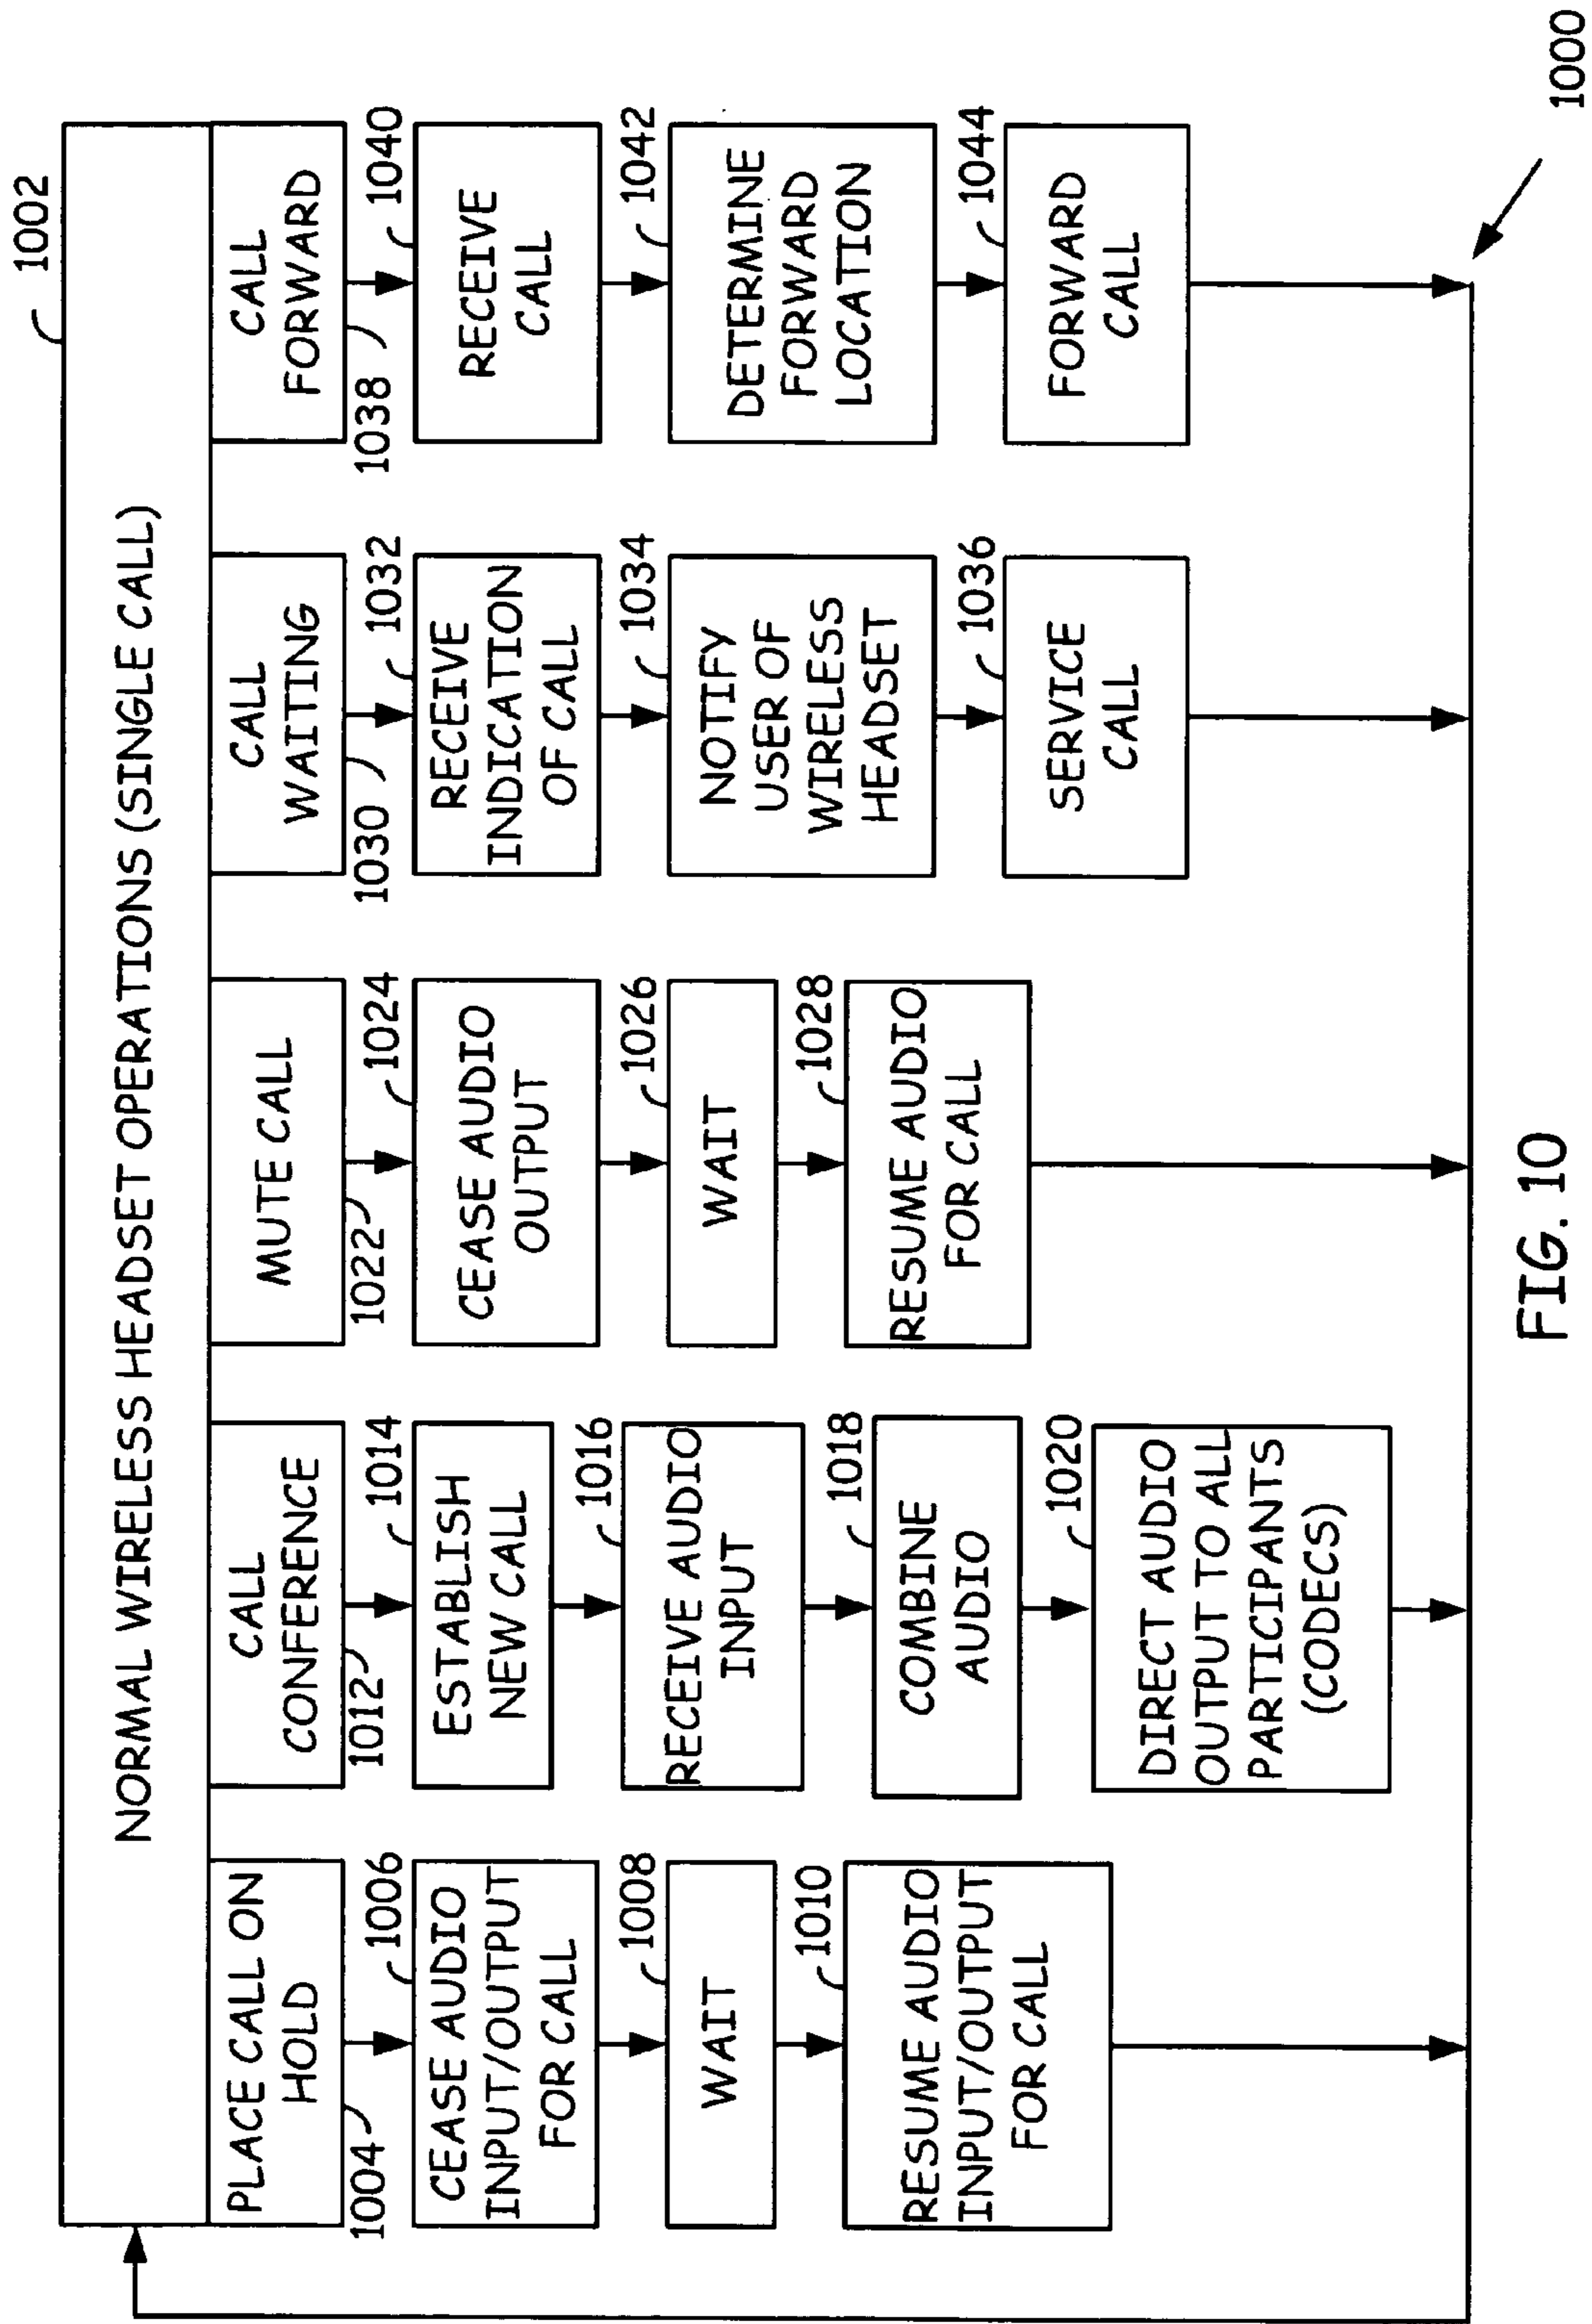 1002
NORMAL WIRELESS HEADSET OPERATIONS (SINGLE CALL)
PLACE CALL ON
HOLD
1004
1006
CEASE AUDIO
INPUT/OUTPUT
FOR CALL
1008
WAIT
1010
RESUME AUDIO
INPUT/OUTPUT
FOR CALL
CALL
CONFERENCE
1012
1014
ESTABLISH
NEW CALL
1016
RECEIVE AUDIO
INPUT
1018
COMBINE
AUDIO
1020
DIRECT AUDIO
OUTPUT TO ALL
PARTICIPANTS
(CODECS)
MUTE CALL
1022
1024
CEASE AUDIO
OUTPUT
1026
WAIT
1028
RESUME AUDIO
FOR CALL
CALL
WAITING
1030
1032
RECEIVE
INDICATION
OF CALL
1034
NOTIFY
USER OF
WIRELESS
HEADSET
1036
SERVICE
CALL
CALL
FORWARD
1038
1040
RECEIVE
CALL
1042
DETERMINE
FORWARD
LOCATION
1044
FORWARD
CALL
1000
FIG. 10